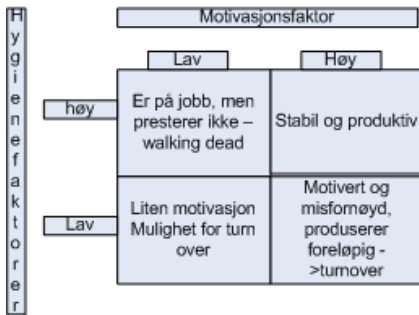 Hygienefaktorer
Motivasjonsfaktor
Lav
Høy
høy
Er på jobb, men
presterer ikke –
walking dead
Stabil og produktiv
Lav
Liten motivasjon
Mulighet for turn
over
Motivert og
misfornøyd,
produserer
foreløpig -
>turnover